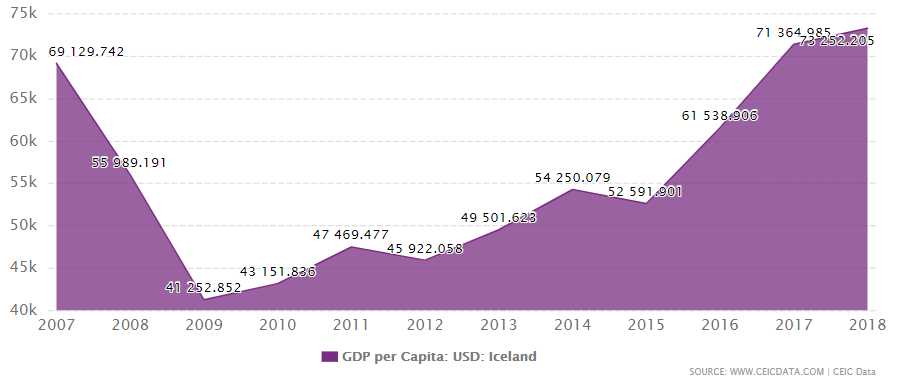 75k
70k
65k
60k
55k
50k
45k
40k
69 129.742
55 989.191
41 252.852
43 151.836
47 469.477
45 922.058
49 501.623
54 250.079
52 591.901
61 538.906
71 364.985
73 252.205
2007 2008 2009 2010 2011 2012 2013 2014 2015 2016 2017 2018
GDP per Capita: USD: Iceland
SOURCE: WWW.CEICDATA.COM | CEIC Data